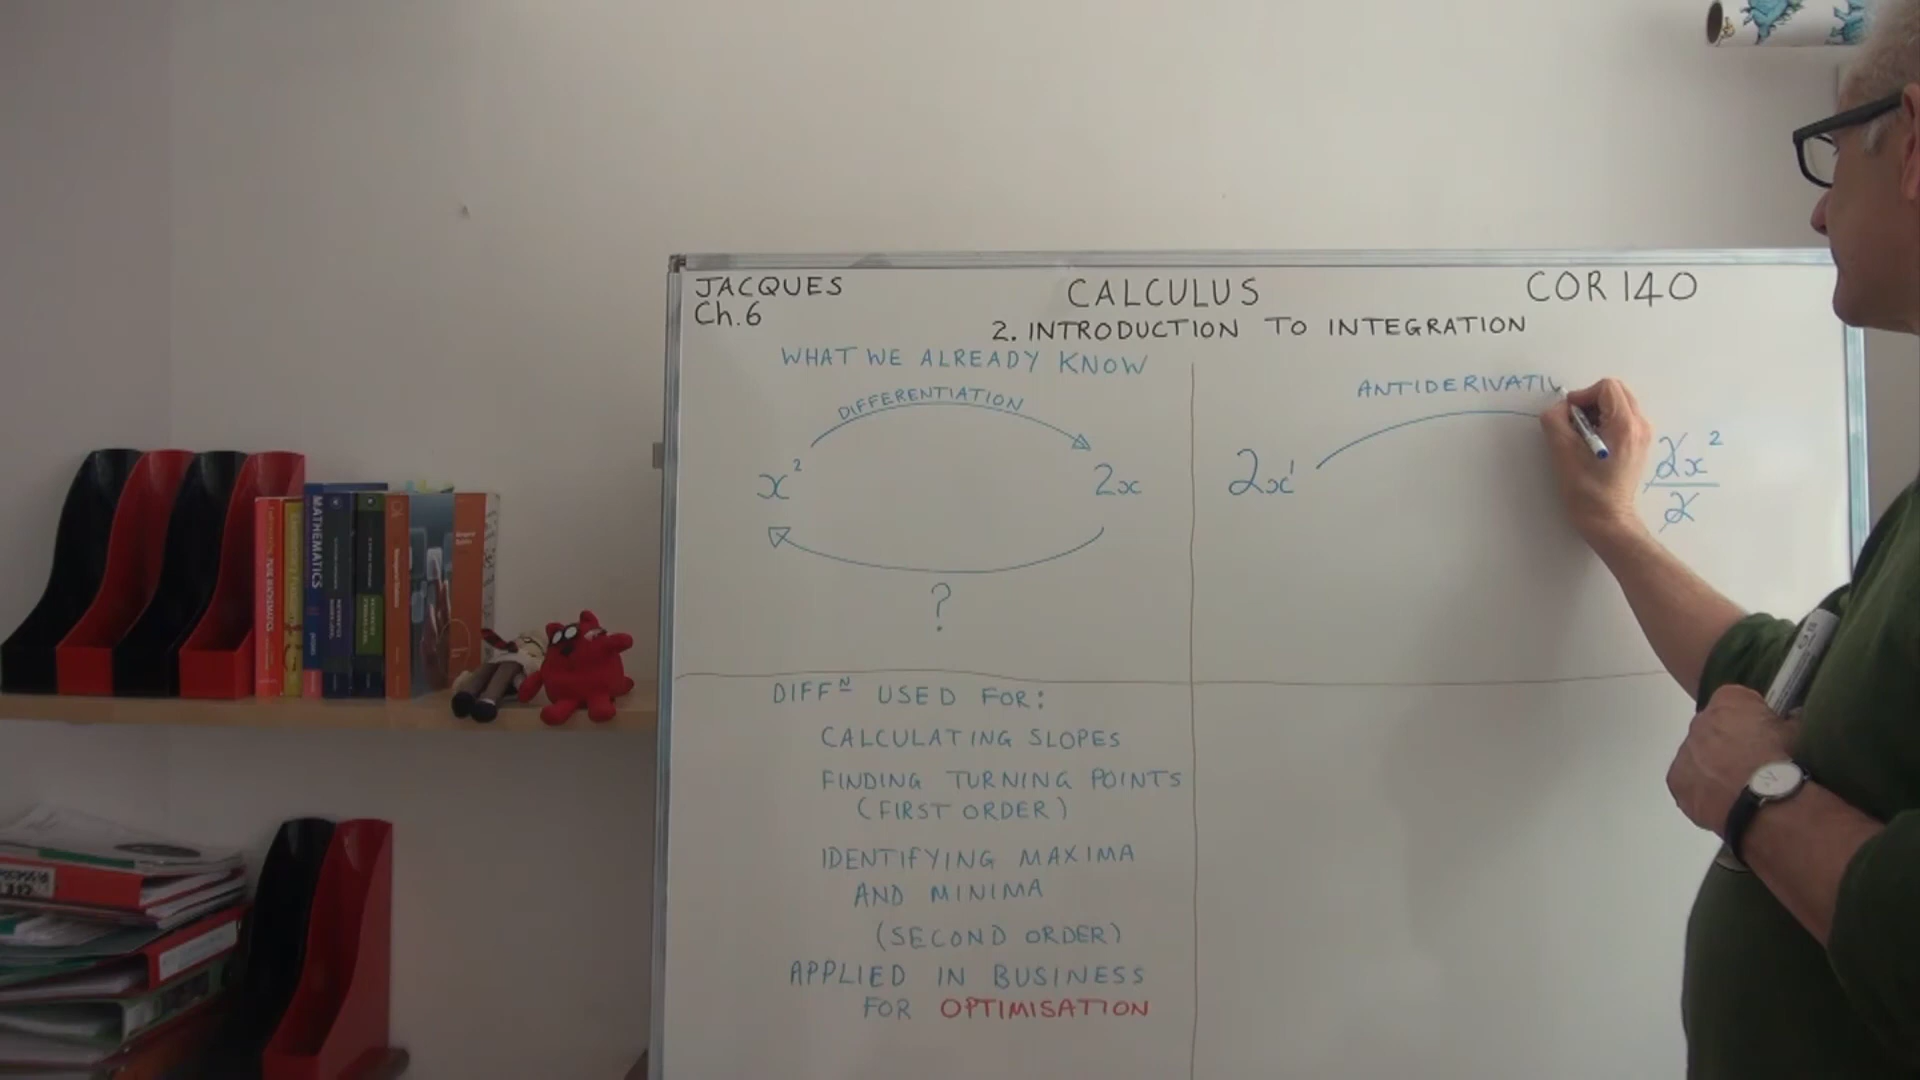 JACQUES
Ch.6
CALCULUS
COR 140
2. INTRODUCTION TO INTEGRATION
WHAT WE ALREADY KNOW
DIFFERENTIATION
x²
2x
?
DIFFᴺ USED FOR:
CALCULATING SLOPES
FINDING TURNING POINTS
(FIRST ORDER)
IDENTIFYING MAXIMA
AND MINIMA
(SECOND ORDER)
APPLIED IN BUSINESS
FOR OPTIMISATION
ANTIDERIVATIV
2x¹
2x²
2
MATHEMATICS